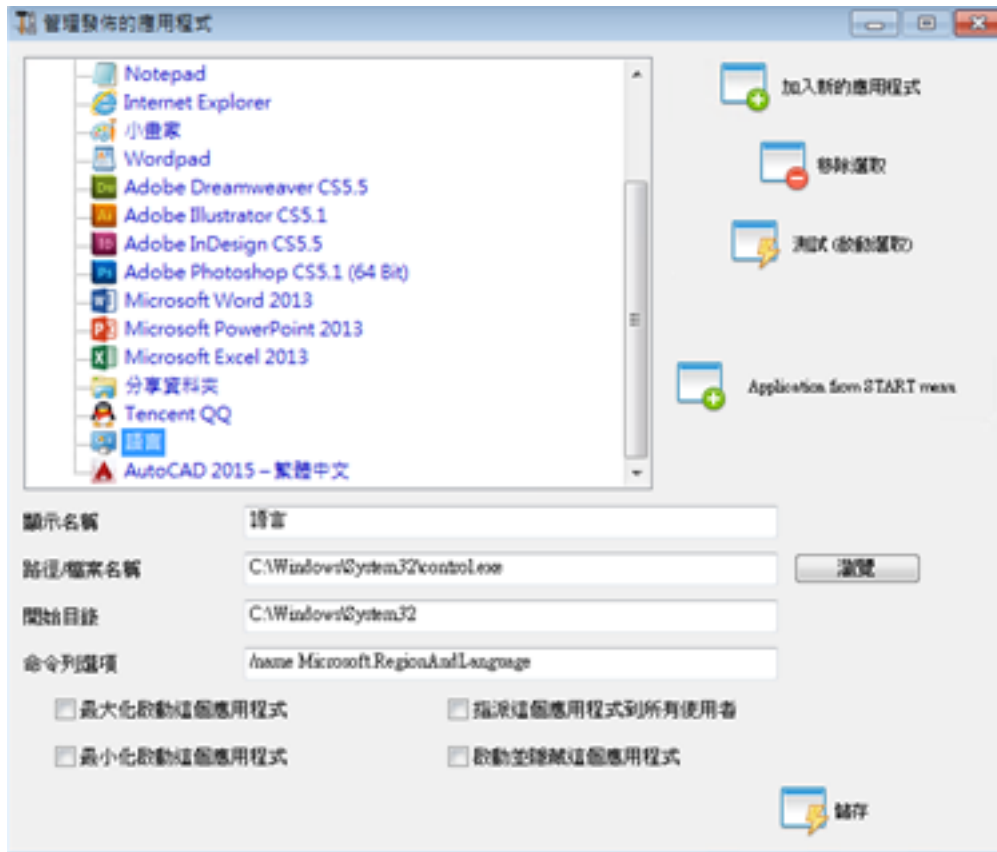 管理發佈的應用程式
Notepad
Internet Explorer
小畫家
Wordpad
Adobe Dreamweaver CS5.5
Adobe Illustrator CS5.1
Adobe InDesign CS5.5
Adobe Photoshop CS5.1 (64 Bit)
Microsoft Word 2013
Microsoft PowerPoint 2013
Microsoft Excel 2013
分享資料夾
Tencent QQ
語言
AutoCAD 2015 – 繁體中文
加入新的應用程式
移除選取
測試 (啟動選取)
Application from START menu
顯示名稱 語言
路徑/檔案名稱 C:\Windows\System32\control.exe 瀏覽
開始目錄 C:\Windows\System32
命令列選項 /name Microsoft.RegionAndLanguage
最大化啟動這個應用程式 指派這個應用程式到所有使用者
最小化啟動這個應用程式 啟動並隱藏這個應用程式
儲存